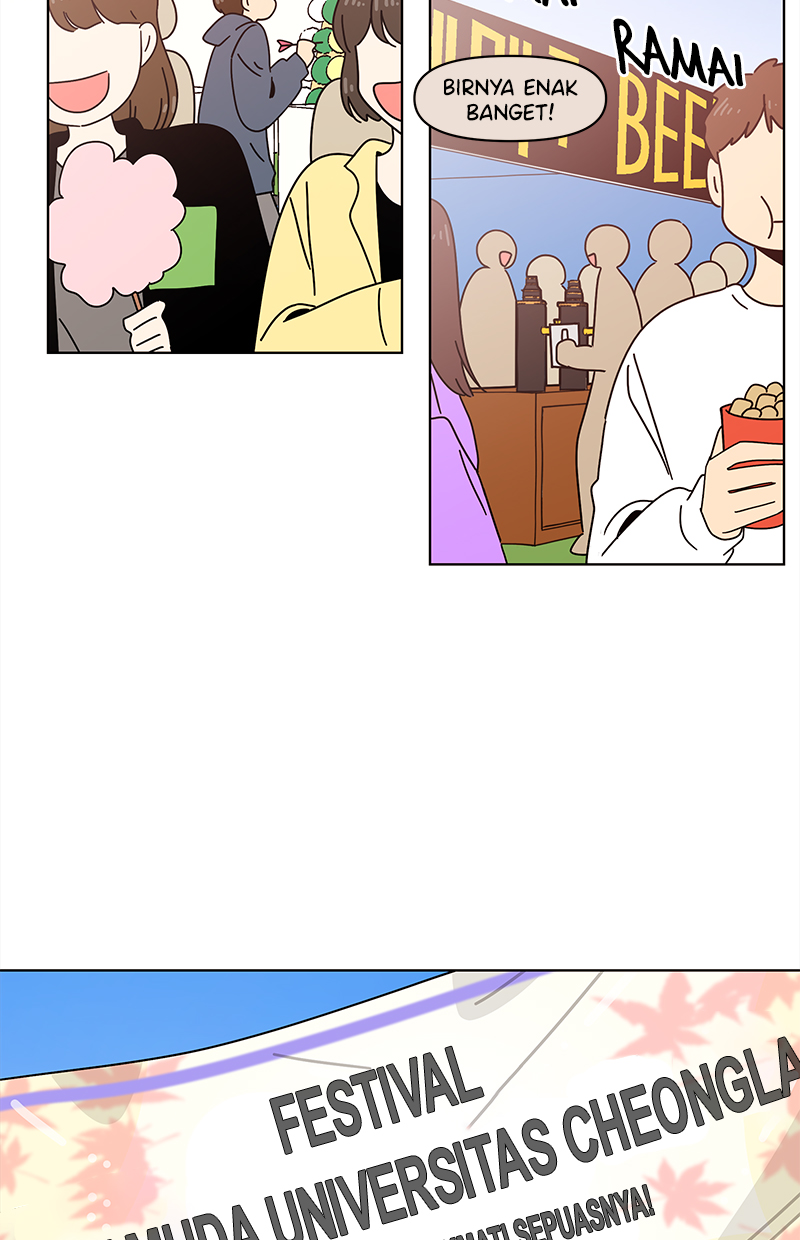 RAMAI
BIRNYA ENAK
BANGET!
BEE
FESTIVAL
UNIVERSITAS CHEONGLA
SEPUASNYA!